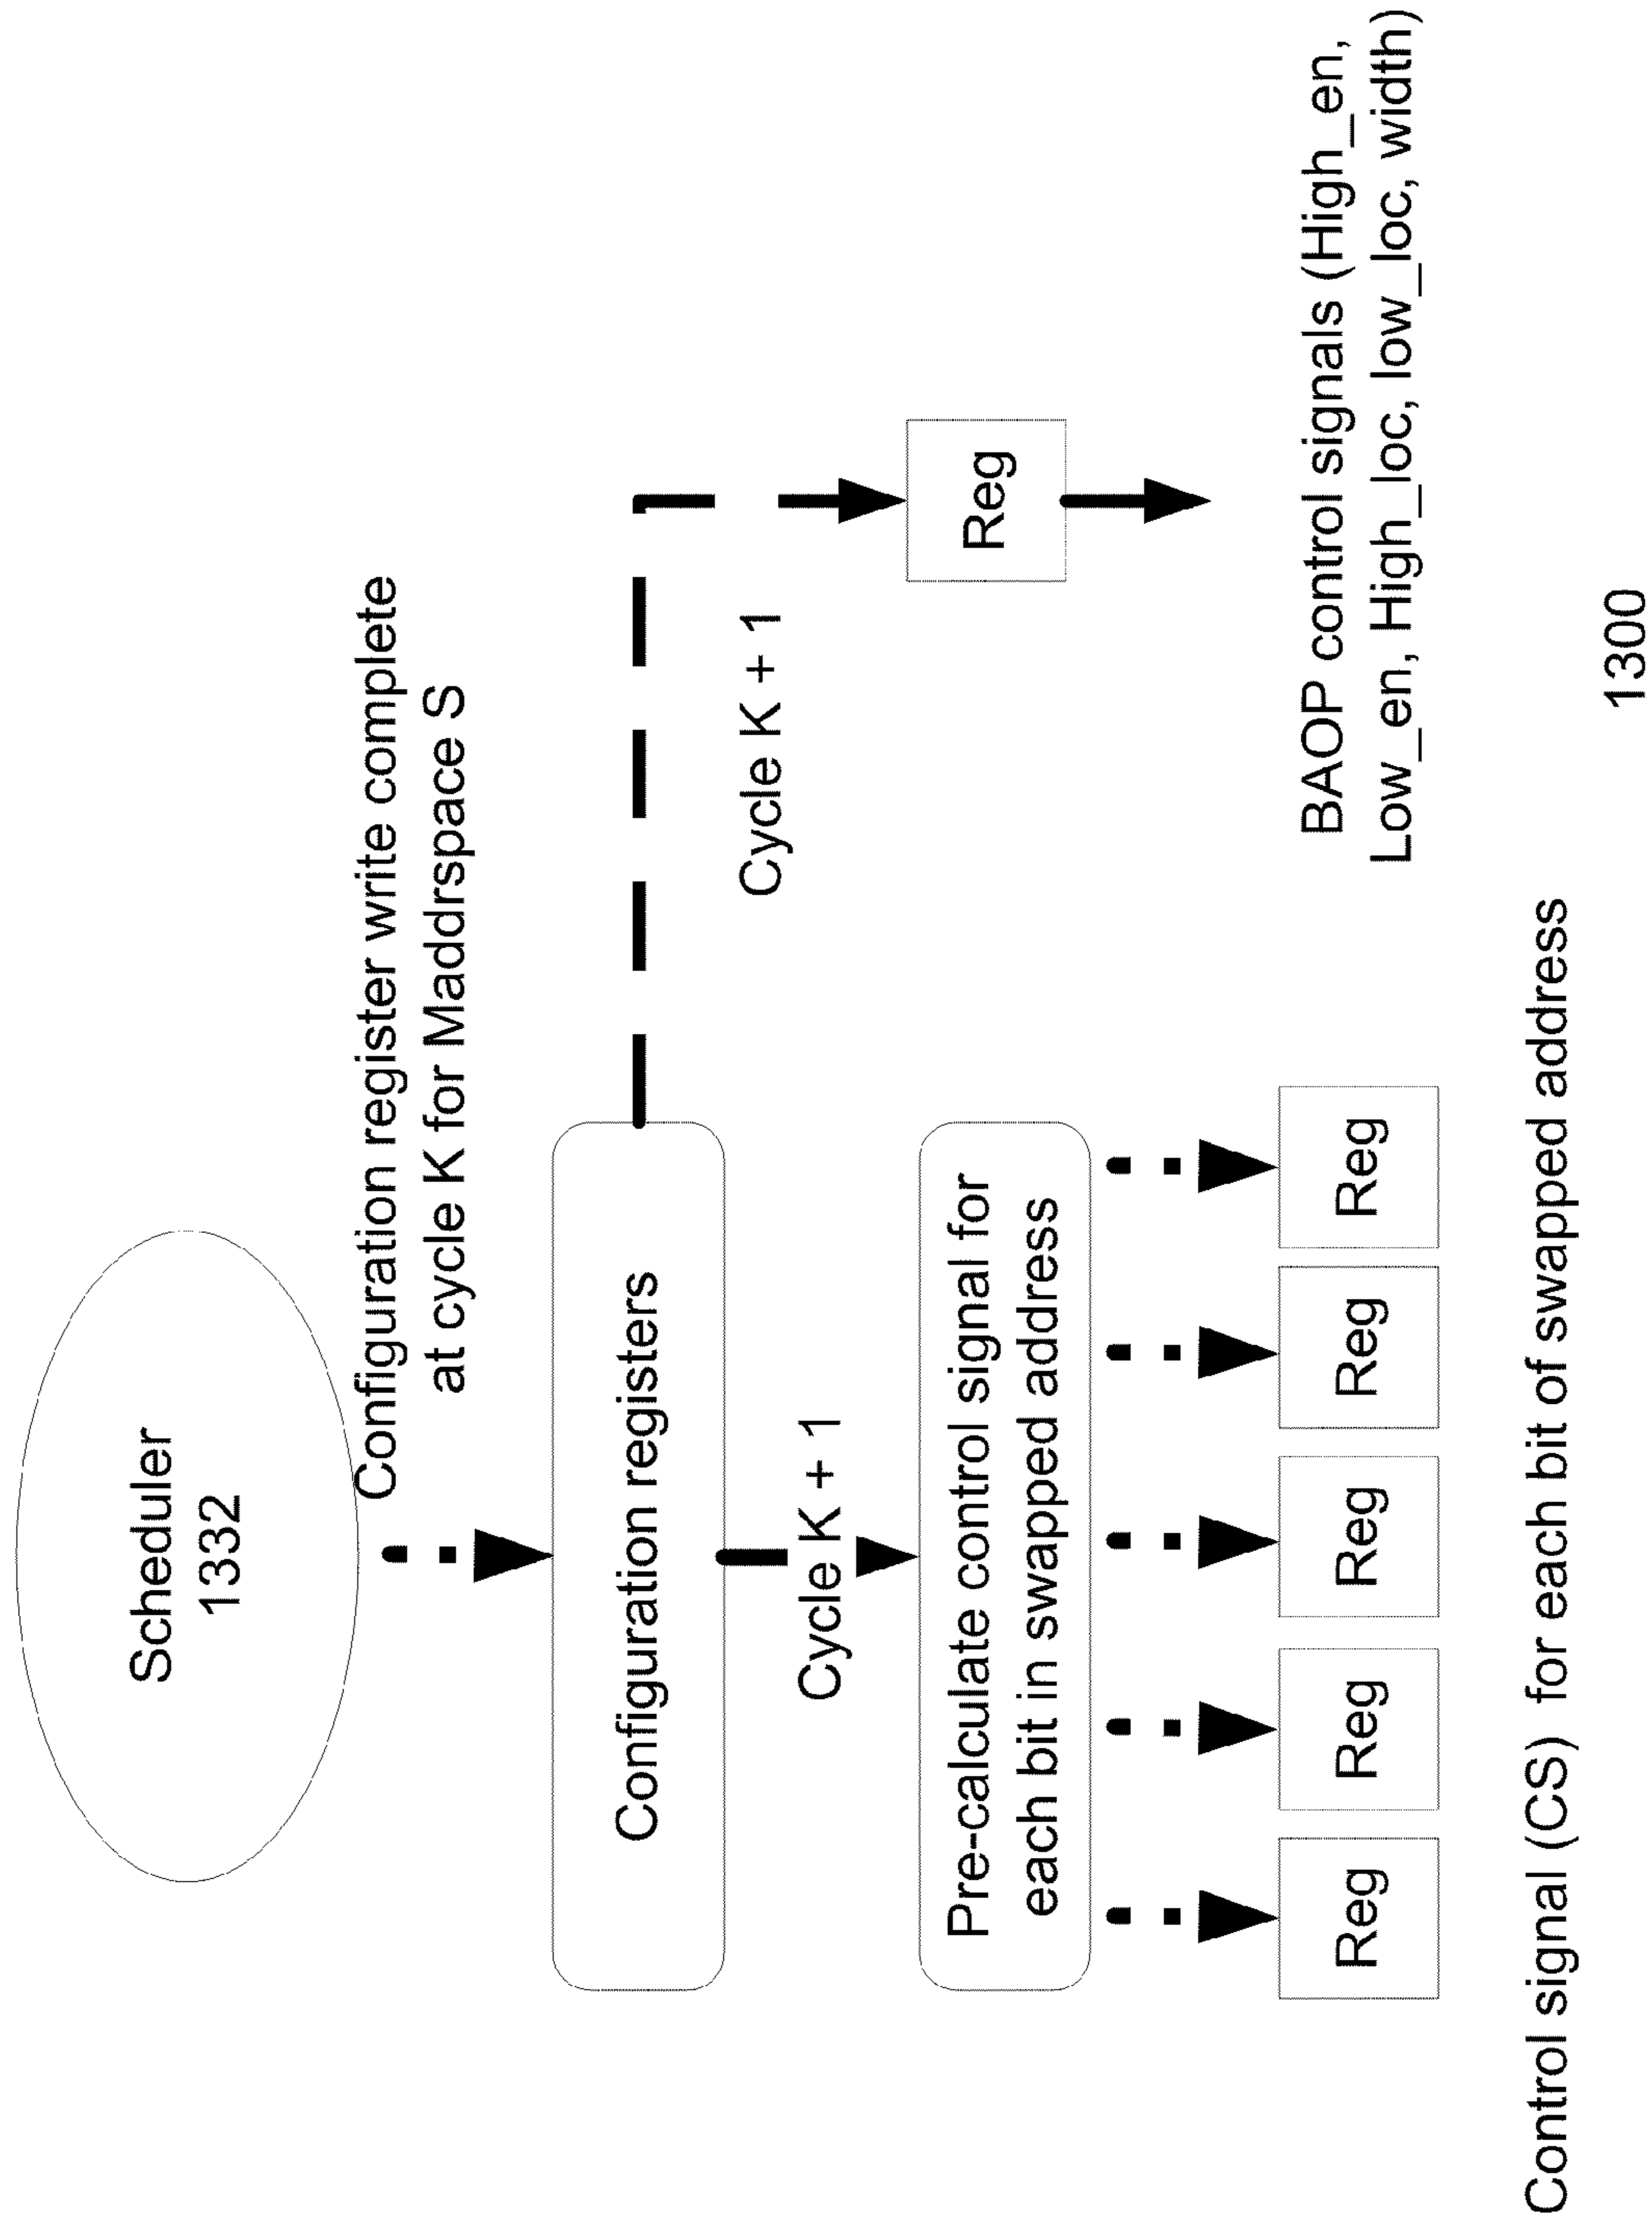 Scheduler
1332
Configuration register write complete
at cycle K for Maddrspace S
Configuration registers
Cycle K + 1
Cycle K + 1
Pre-calculate control signal for
each bit in swapped address
Reg
Reg
Reg
Reg
Reg
Reg
BAOP control signals (High_en,
Low_en, High_loc, low_loc, width)
Control signal (CS) for each bit of swapped address
1300